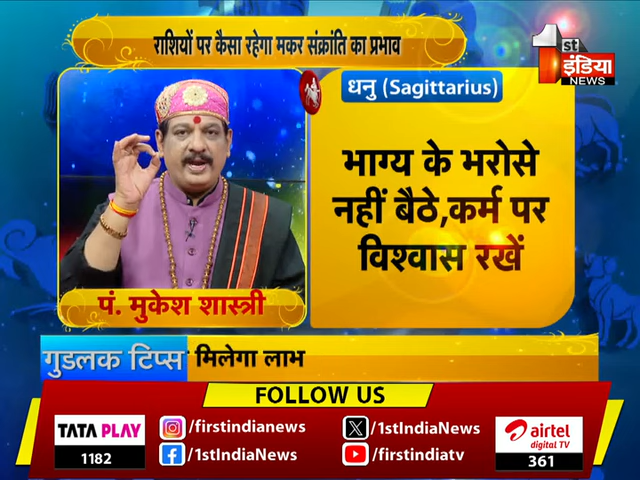 राशियों पर कैसा रहेगा मकर संक्रांति का प्रभाव
1st
इंडिया
NEWS
धनु (Sagittarius)
भाग्य के भरोसे
नहीं बैठे,कर्म पर
विश्वास रखें
पं. मुकेश शास्त्री
गुडलक टिप्स मिलेगा लाभ
FOLLOW US
TATA PLAY
1182
/firstindianews
/1stIndiaNews
/1stIndiaNews
/firstindiatv
airtel
digital TV
361